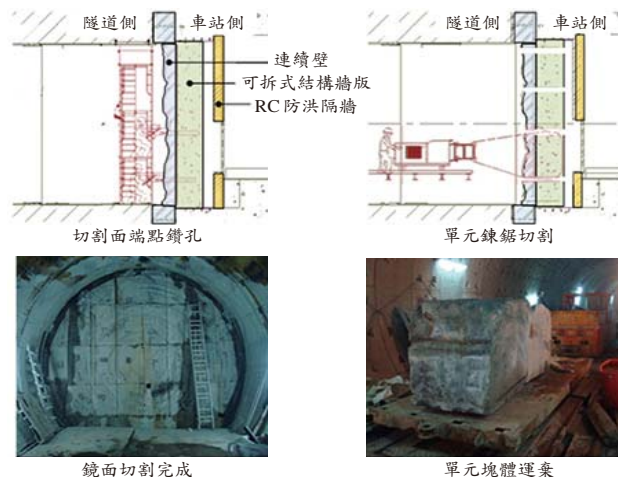 隧道側 車站側
隧道側 車站側
連續壁
可拆式結構牆版
RC防洪隔牆
切割面端點鑽孔
單元鍊鋸切割
鏡面切割完成
單元塊體運棄